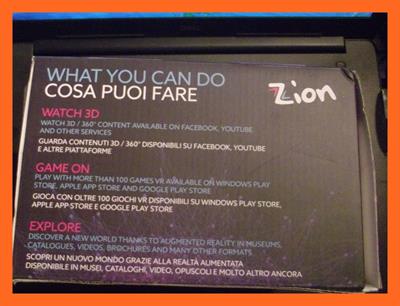 WHAT YOU CAN DO
COSA PUOI FARE
Zion
WATCH 3D
WATCH 3D / 360° CONTENT AVAILABLE ON FACEBOOK, YOUTUBE
AND OTHER SERVICES
GUARDA CONTENUTI 3D / 360° DISPONIBILI SU FACEBOOK, YOUTUBE
E ALTRE PIATTAFORME
GAME ON
PLAY WITH MORE THAN 100 GAMES VR AVAILABLE ON WINDOWS PLAY
STORE, APPLE APP STORE AND GOOGLE PLAY STORE
GIOCA CON OLTRE 100 GIOCHI VR DISPONIBILI SU WINDOWS PLAY STORE,
APPLE APP STORE E GOOGLE PLAY STORE
EXPLORE
DISCOVER A NEW WORLD THANKS TO AUGMENTED REALITY IN MUSEUMS,
CATALOGUES, VIDEOS, BROCHURES AND MANY OTHER FORMATS
SCOPRI UN NUOVO MONDO GRAZIE ALLA REALTÀ AUMENTATA
DISPONIBILE IN MUSEI, CATALOGHI, VIDEO, OPUSCOLI E MOLTO ALTRO ANCORA